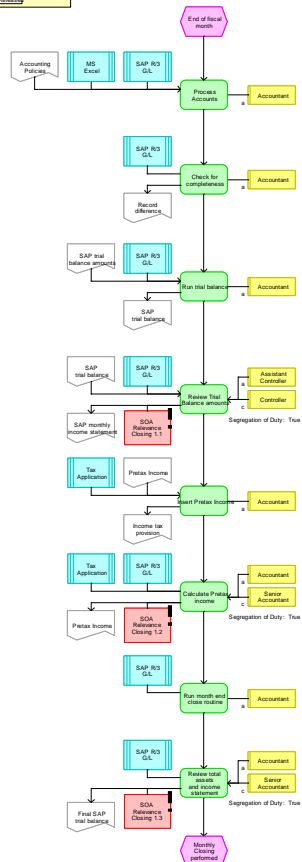 End of fiscal
month
Accounting
Policies
MS
Excel
SAP R/3
G/L
Process
Accounts
Accountant
a
SAP R/3
G/L
Check for
completeness
Accountant
a
Record
difference
SAP trial
balance amounts
SAP R/3
G/L
Run trial balance
Accountant
a
SAP
trial balance
SAP
trial balance
SAP R/3
G/L
Review Trial
Balance amounts
a
Assistant
Controller
c
Controller
Segregation of Duty: True
SAP monthly
income statement
SOA
Relevance
Closing 1.1
Tax
Application
Pretax Income
Insert Pretax Income
Accountant
a
Income tax
provision
Tax
Application
SAP R/3
G/L
Calculate Pretax
income
a
Accountant
c
Senior
Accountant
Segregation of Duty: True
Pretax Income
SOA
Relevance
Closing 1.2
SAP R/3
G/L
Run month end
close routine
Accountant
a
SAP R/3
G/L
Review total
assets
and income
statement
a
Accountant
c
Senior
Accountant
Segregation of Duty: True
Final SAP
trial balance
SOA
Relevance
Closing 1.3
Monthly
Closing
performed